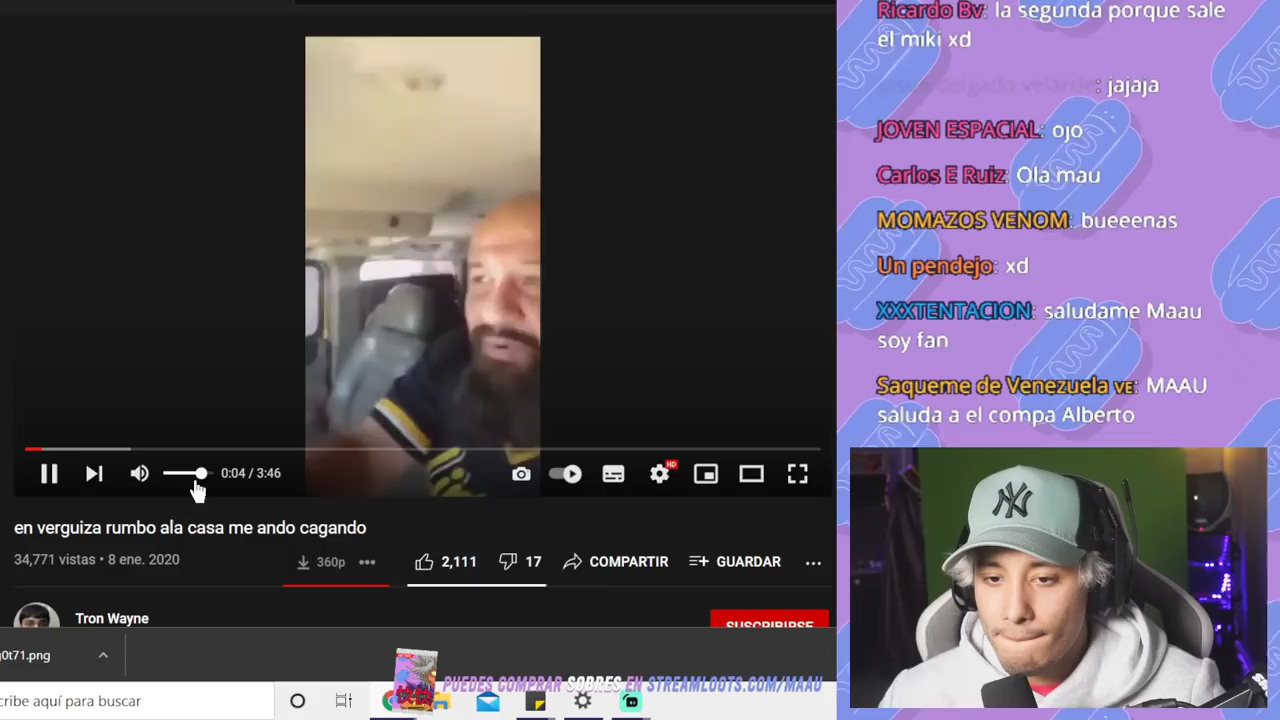 Ricardo Bv: la segunda porque sale
el miki xd
delgado velarde: jajaja
JOVEN ESPACIAL: ojo
Carlos E Ruiz: Ola mau
MOMAZOS VENOM: bueeenas
Un pendejo: xd
XXXTENTACION: saludame Maau
soy fan
Saqueme de Venezuela VE: MAAU
saluda a el compa Alberto
0:04 / 3:46
HD
en verguiza rumbo ala casa me ando cagando
34,771 vistas • 8 ene. 2020
360p
2,111
17
COMPARTIR
GUARDAR
Tron Wayne
SUSCRIBIRSE
0t71.png
PUEDES COMPRAR SOBRES EN STREAMLOOTS.COM/MAAU
cribe aquí para buscar
NY